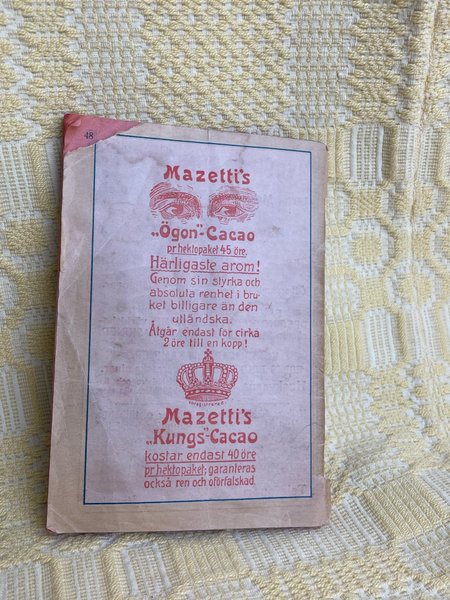 48
Mazetti's
„Ögon"-Cacao
pr hektopaket 45 öre.
Härligaste arom!
Genom sin styrka och
absoluta renhet i bru-
ket billigare än den
utländska.
Åtgår endast för cirka
2 öre till en kopp!
Mazetti's
„Kungs"-Cacao
kostar endast 40 öre
pr hektopaket; garanteras
också ren och oförfalskad.